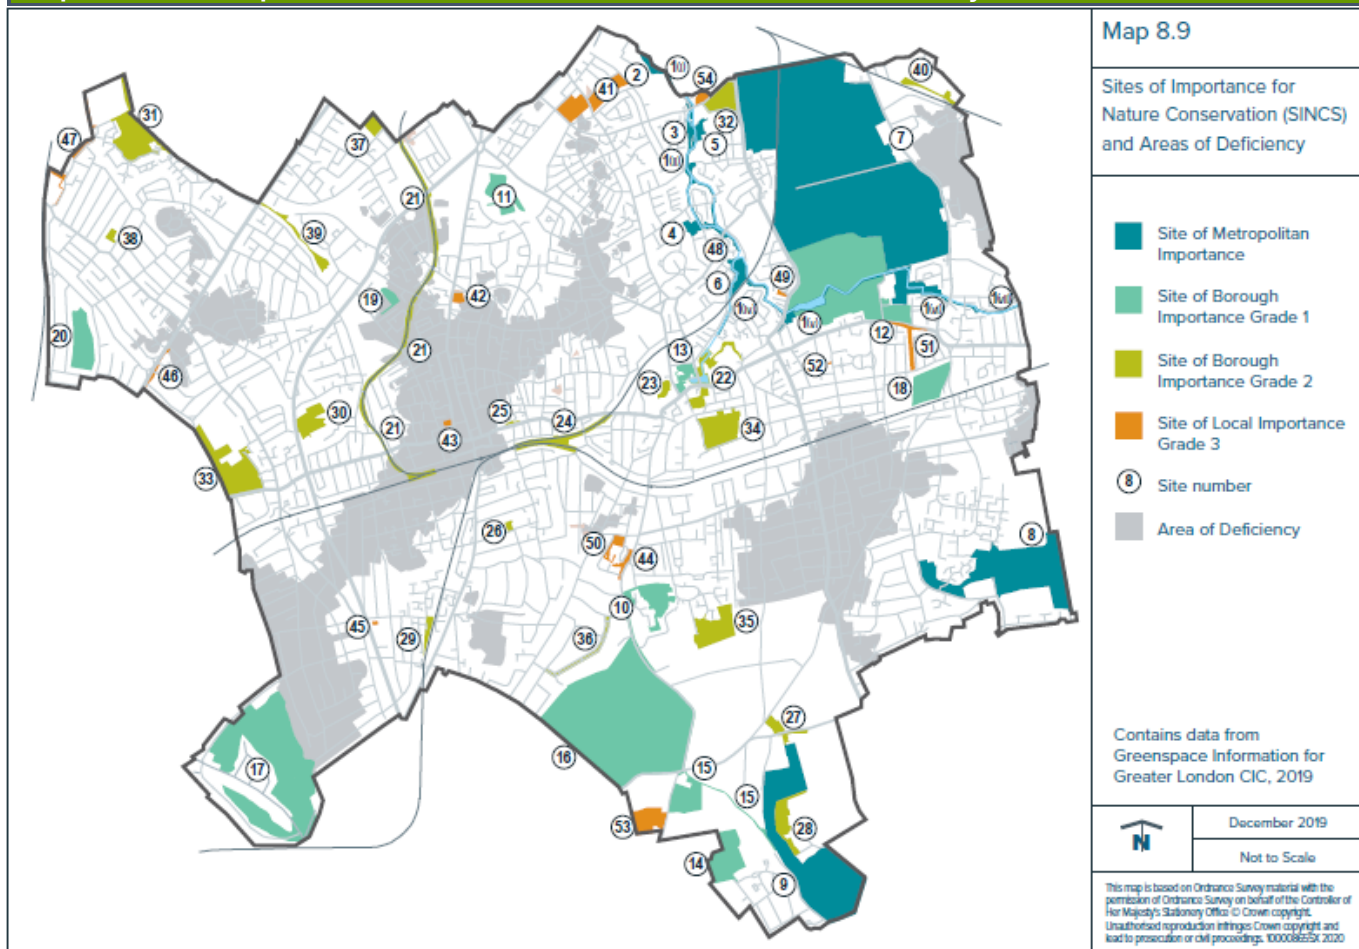 Map 8.9
Sites of Importance for
Nature Conservation (SINCS)
and Areas of Deficiency
Site of Metropolitan
Importance
Site of Borough
Importance Grade 1
Site of Borough
Importance Grade 2
Site of Local Importance
Grade 3
8 Site number
Area of Deficiency
Contains data from
Greenspace Information for
Greater London CIC, 2019
N
December 2019
Not to Scale
This map is based on Ordnance Survey material with the
permission of Ordnance Survey on behalf of the Controller of
Her Majesty's Stationery Office © Crown copyright.
Unauthorised reproduction infringes Crown copyright and
lead to prosecution or civil proceedings. 2020
2
1(i)
54
40
41
31
32
37
3
5
7
47
1(ii)
21
11
38
39
4
48
49
6
19
42
1(v)
20
21
12
51
13
52
46
23
22
18
30
25
24
21
43
34
33
26
50
44
8
10
45
29
36
35
27
16
17
15
15
53
28
14
9